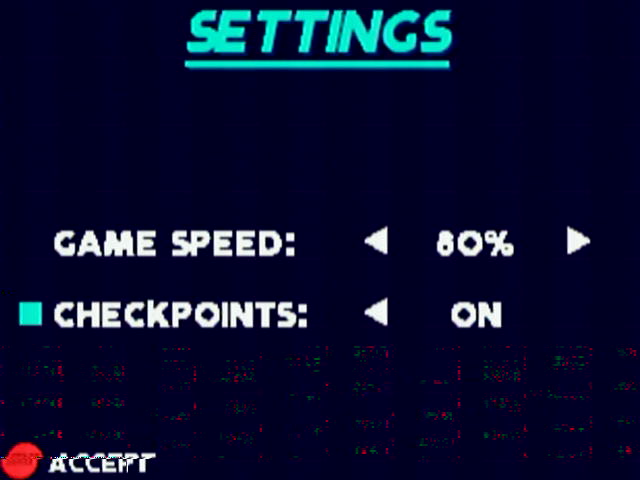 SETTINGS
GAME SPEED: ◀ 80% ▶
CHECKPOINTS: ◀ ON
ACCEPT